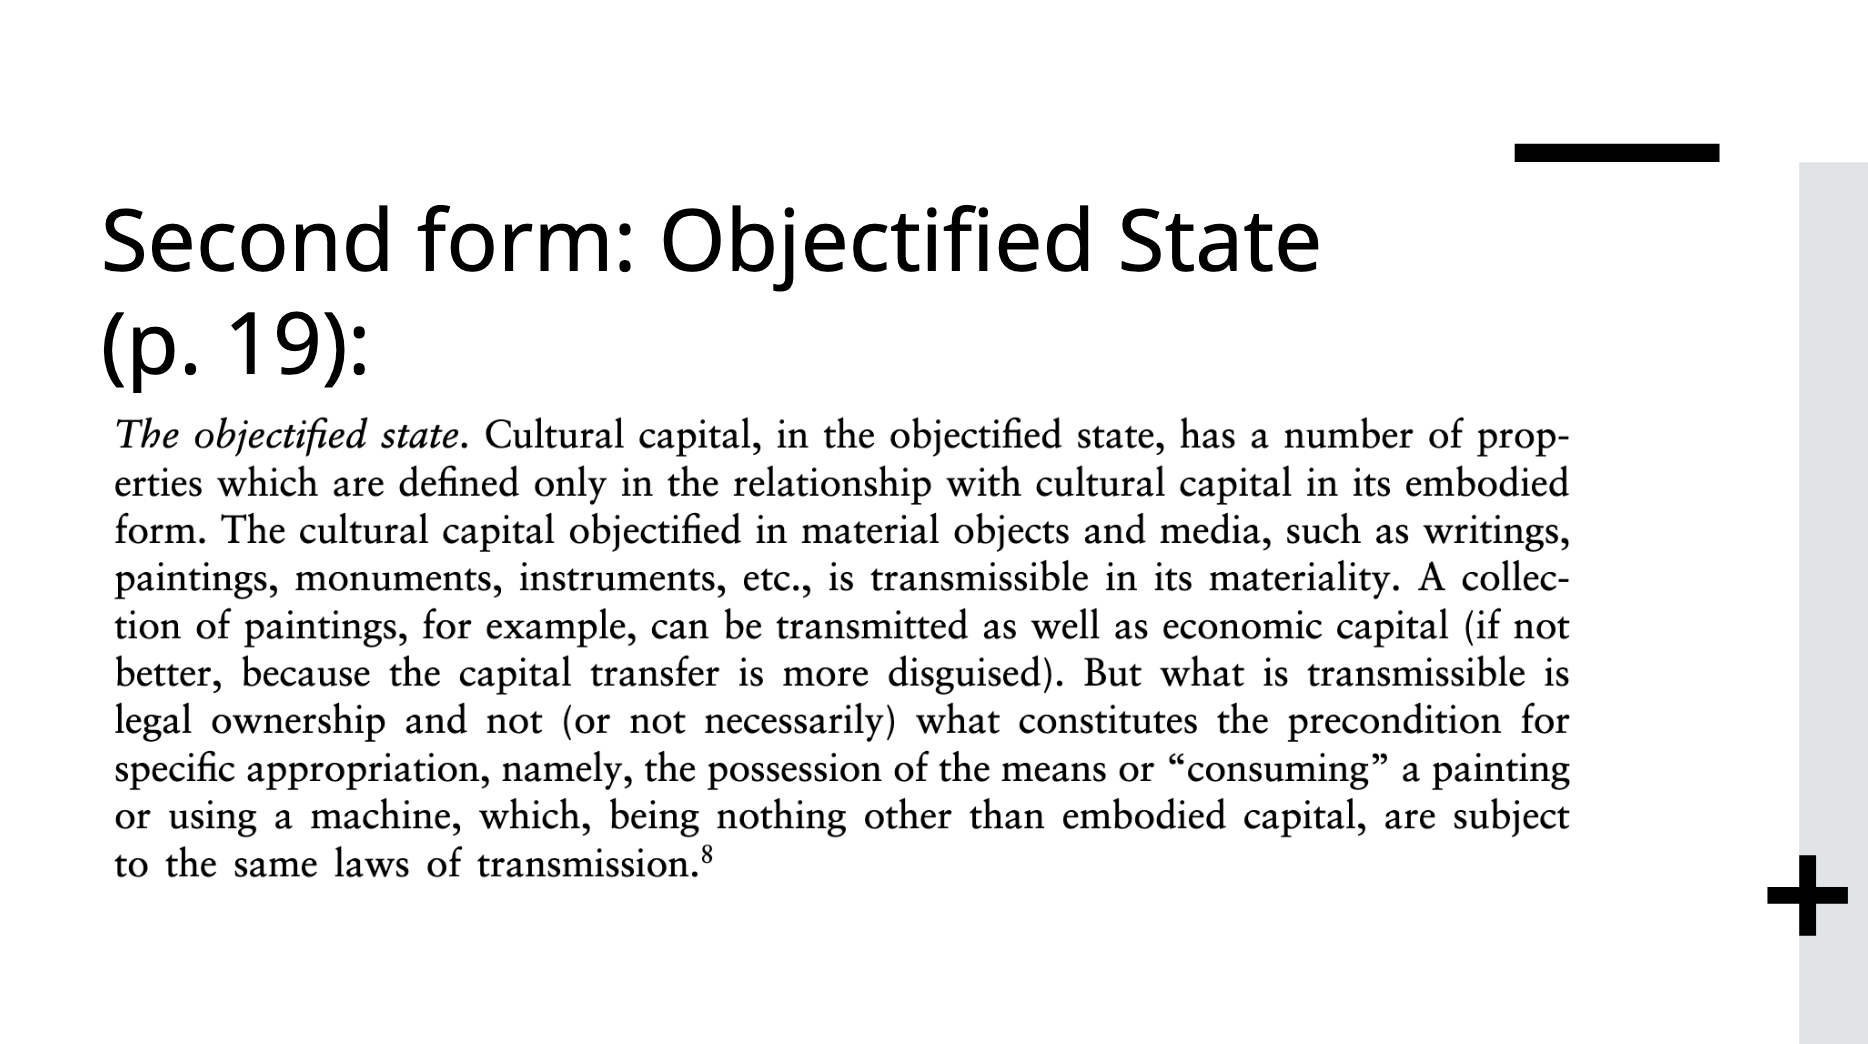 Second form: Objectified State
(p. 19):
The objectified state. Cultural capital, in the objectified state, has a number of prop-
erties which are defined only in the relationship with cultural capital in its embodied
form. The cultural capital objectified in material objects and media, such as writings,
paintings, monuments, instruments, etc., is transmissible in its materiality. A collec-
tion of paintings, for example, can be transmitted as well as economic capital (if not
better, because the capital transfer is more disguised). But what is transmissible is
legal ownership and not (or not necessarily) what constitutes the precondition for
specific appropriation, namely, the possession of the means or “consuming” a painting
or using a machine, which, being nothing other than embodied capital, are subject
to the same laws of transmission.⁸